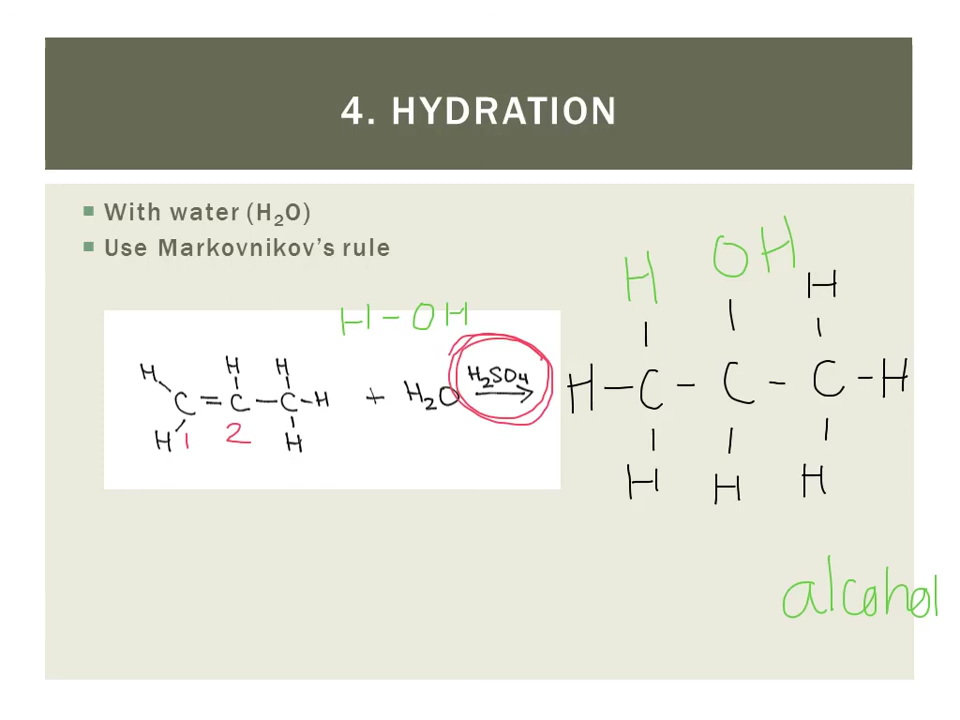 4. HYDRATION
With water (H₂O)
Use Markovnikov's rule
H OH H
H – OH
H H H H₂SO₄
C = C – C – H + H₂O → H – C – C – C – H
H 1 2 H
H H H
alcohol